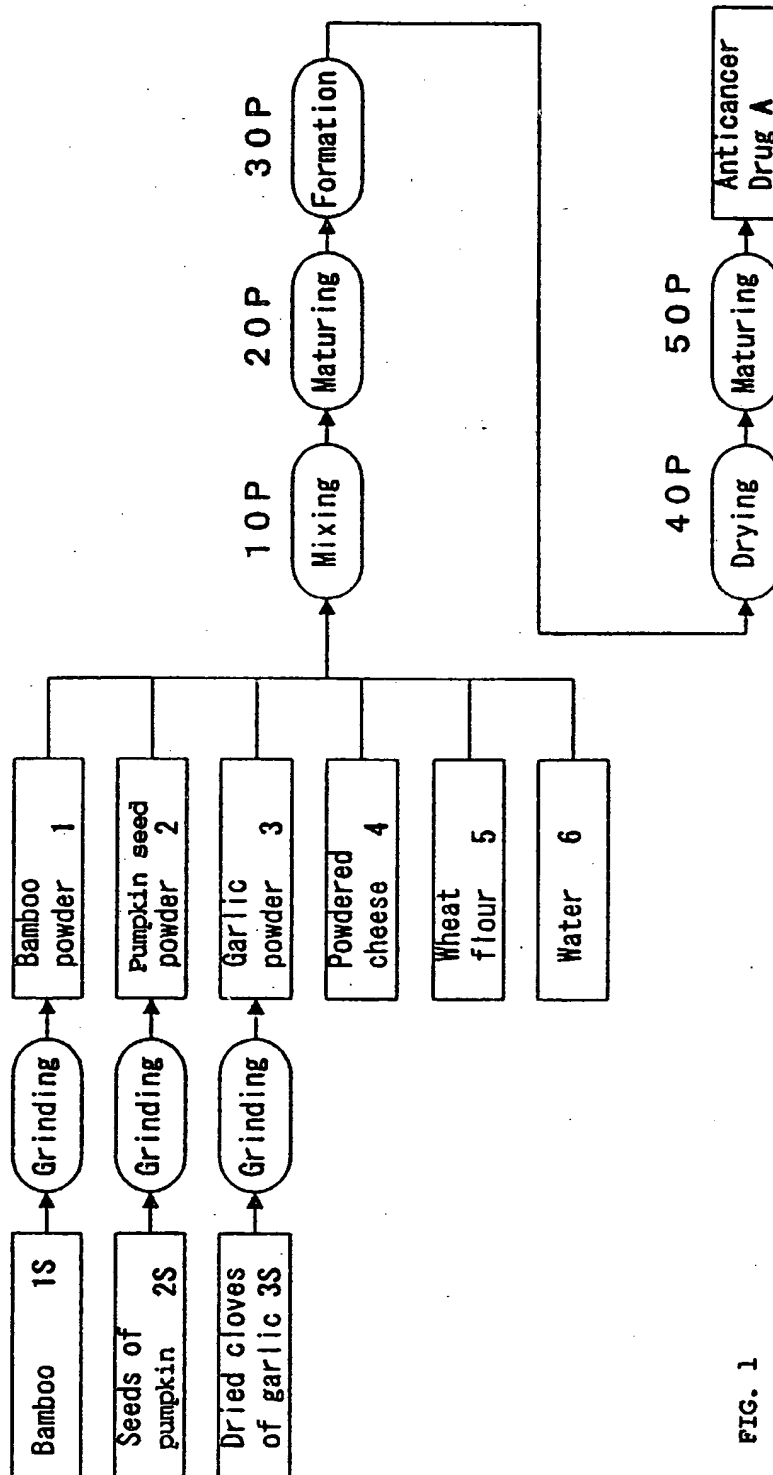 Bamboo 1S
Seeds of
pumpkin 2S
Dried cloves
of garlic 3S
Grinding
Grinding
Grinding
Bamboo
powder 1
Pumpkin seed
powder 2
Garlic
powder 3
Powdered
cheese 4
Wheat
flour 5
Water 6
10P
Mixing
20P
Maturing
30P
Formation
40P
Drying
50P
Maturing
Anticancer
Drug A
FIG. 1